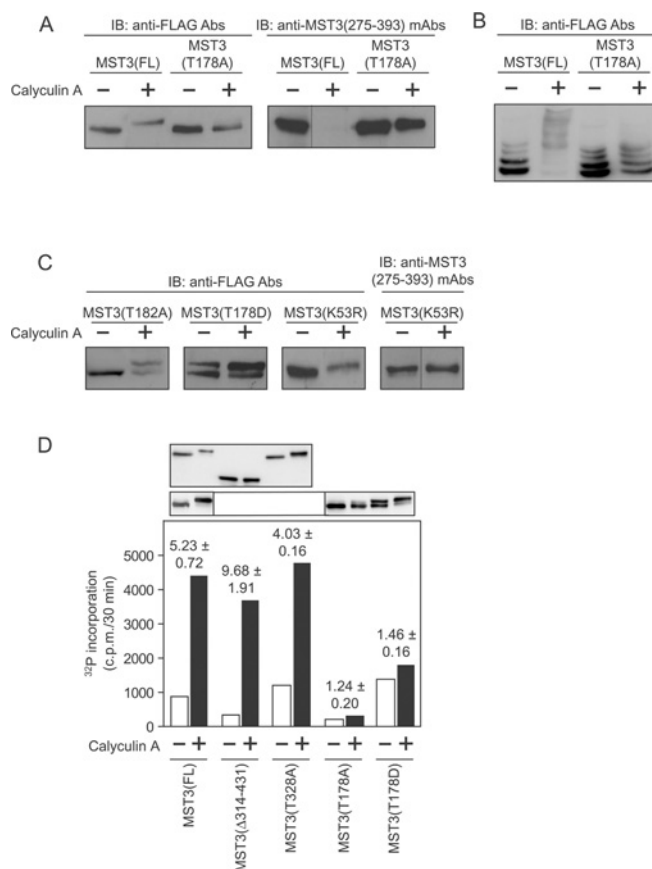 A
IB: anti-FLAG Abs
IB: anti-MST3(275-393) mAbs
MST3(FL)
MST3
(T178A)
MST3(FL)
MST3
(T178A)
Calyculin A
− + − + − + − +
B
IB: anti-FLAG Abs
MST3(FL)
MST3
(T178A)
− + − +
C
IB: anti-FLAG Abs
IB: anti-MST3
(275-393) mAbs
MST3(T182A) MST3(T178D) MST3(K53R) MST3(K53R)
Calyculin A
− + − + − + − +
D
5.23 ±
0.72
9.68 ±
1.91
4.03 ±
0.16
1.24 ±
0.20
1.46 ±
0.16
³²P incorporation
(c.p.m./30 min)
5000
4000
3000
2000
1000
0
Calyculin A − + − + − + − + − +
MST3(FL)
MST3(Δ314-431)
MST3(T328A)
MST3(T178A)
MST3(T178D)